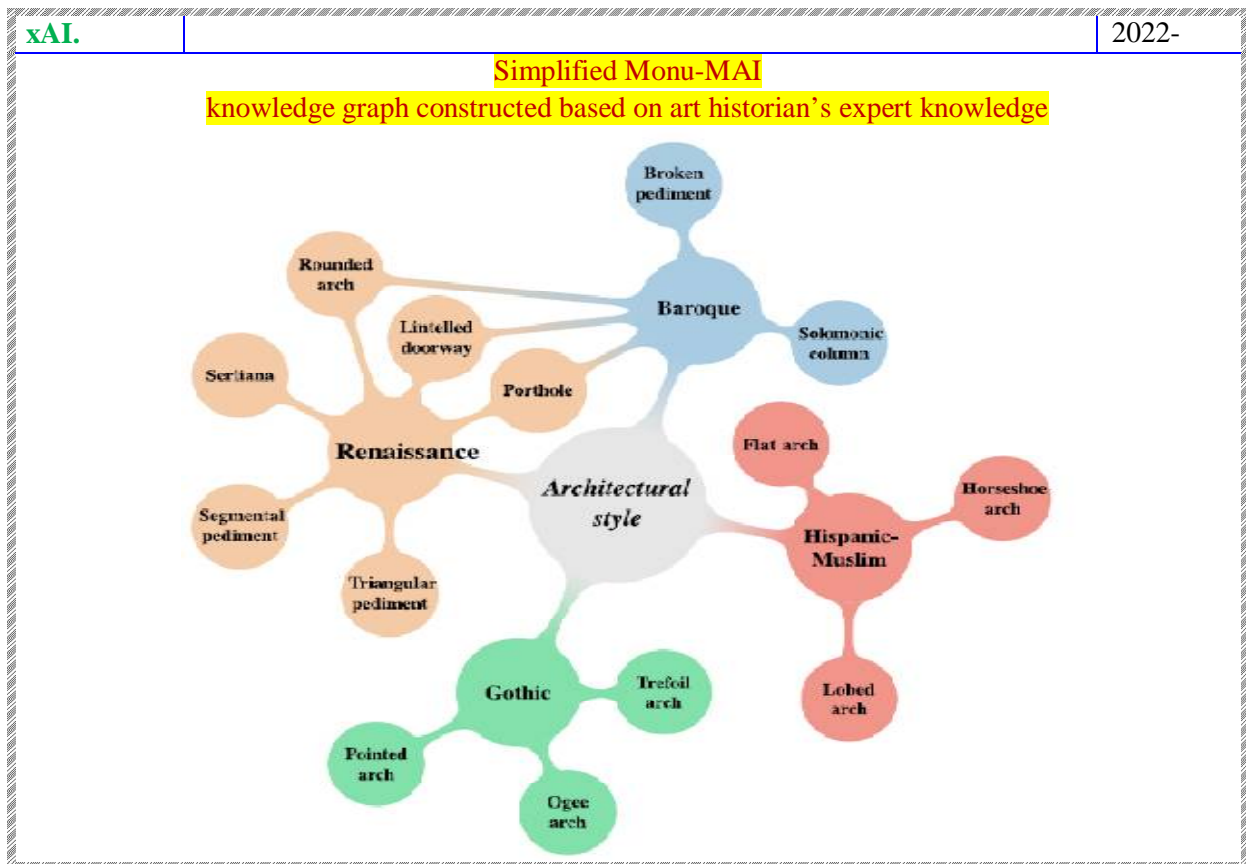 xAI.
2022-
Simplified Monu-MAI
knowledge graph constructed based on art historian’s expert knowledge
Broken
pediment
Rounded
arch
Baroque
Lintelled
doorway
Solomonic
column
Serliana
Porthole
Renaissance
Flat arch
Architectural
style
Horseshoe
arch
Segmental
pediment
Hispanic-
Muslim
Triangular
pediment
Gothic
Trefoil
arch
Lobed
arch
Pointed
arch
Ogee
arch